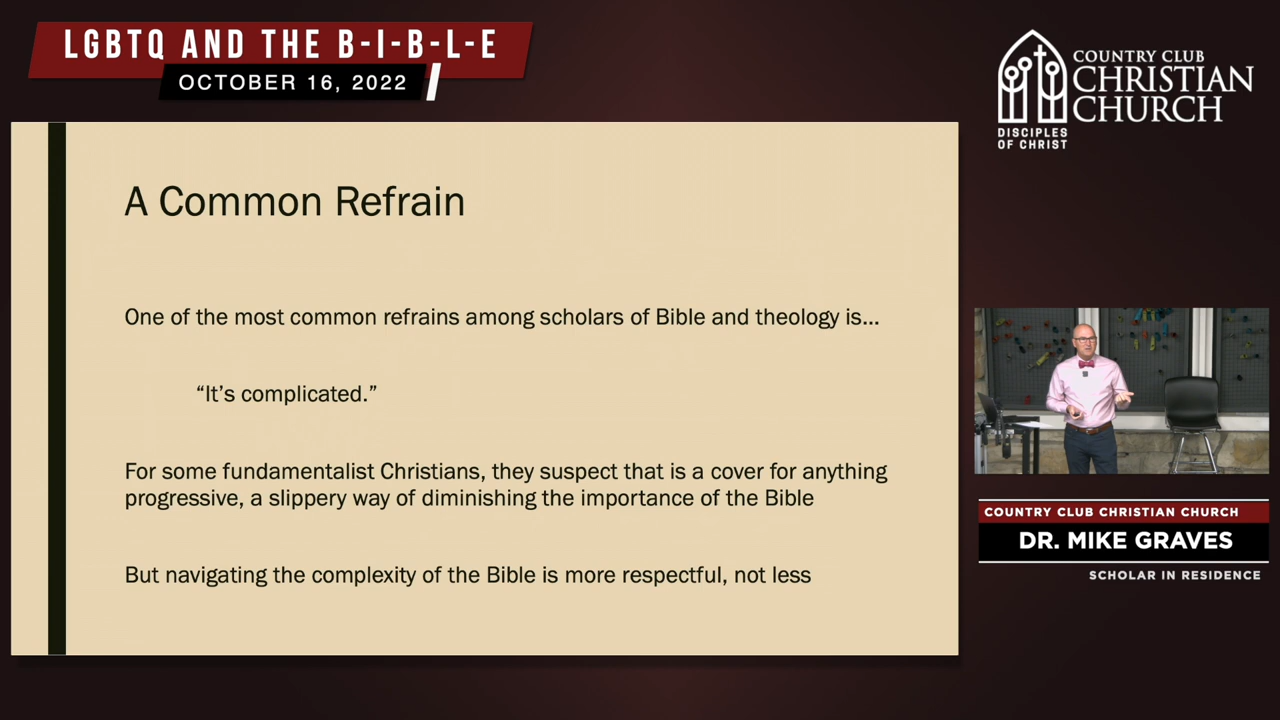 LGBTQ AND THE B-I-B-L-E
OCTOBER 16, 2022
COUNTRY CLUB
CHRISTIAN
CHURCH
DISCIPLES
OF CHRIST
A Common Refrain
One of the most common refrains among scholars of Bible and theology is...
“It’s complicated.”
For some fundamentalist Christians, they suspect that is a cover for anything
progressive, a slippery way of diminishing the importance of the Bible
But navigating the complexity of the Bible is more respectful, not less
COUNTRY CLUB CHRISTIAN CHURCH
DR. MIKE GRAVES
SCHOLAR IN RESIDENCE